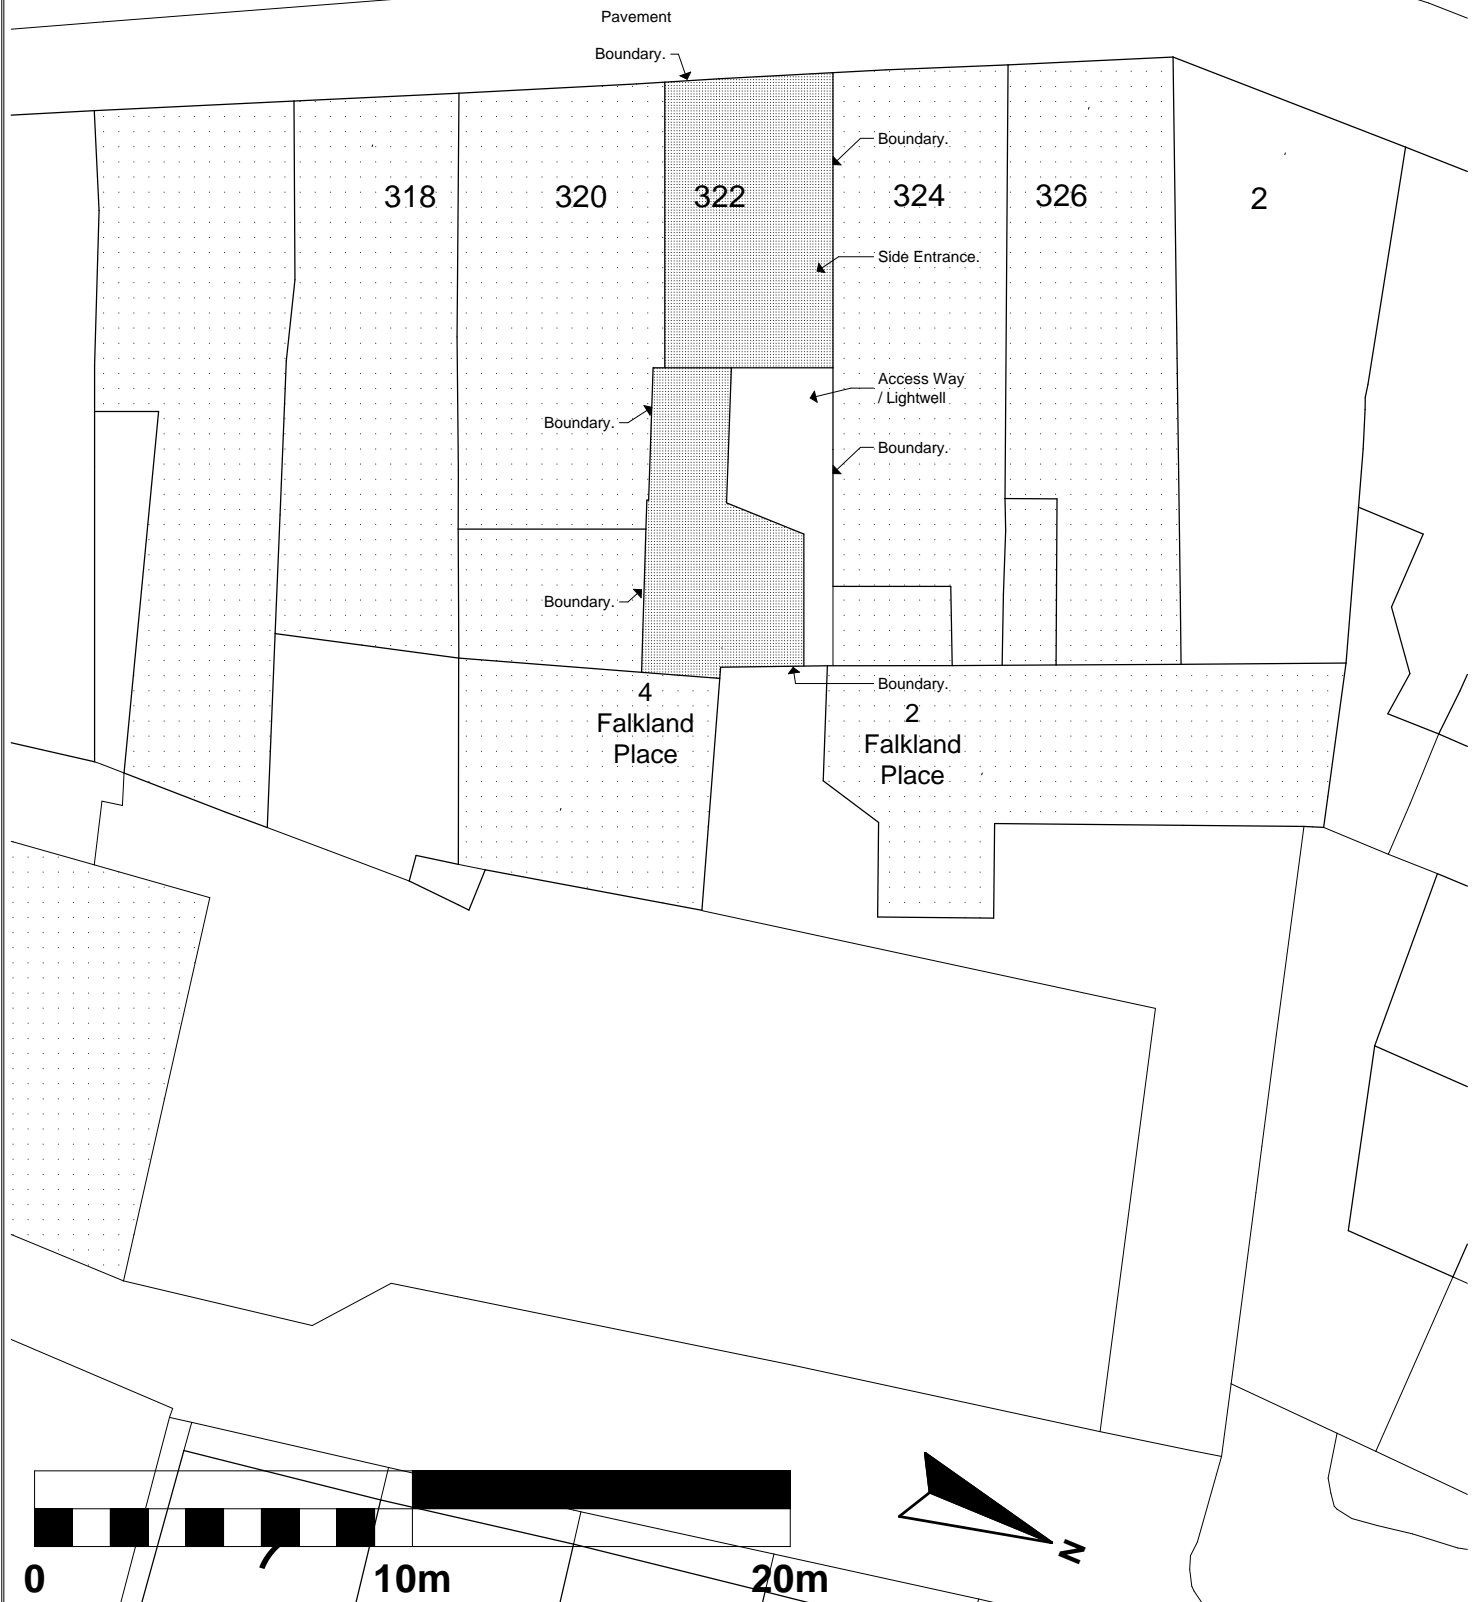 Pavement
Boundary.
Boundary.
318
320
322
324
326
2
Side Entrance.
Access Way
/ Lightwell
Boundary.
Boundary.
Boundary.
Boundary.
4
Falkland
Place
2
Falkland
Place
N
0
10m
20m